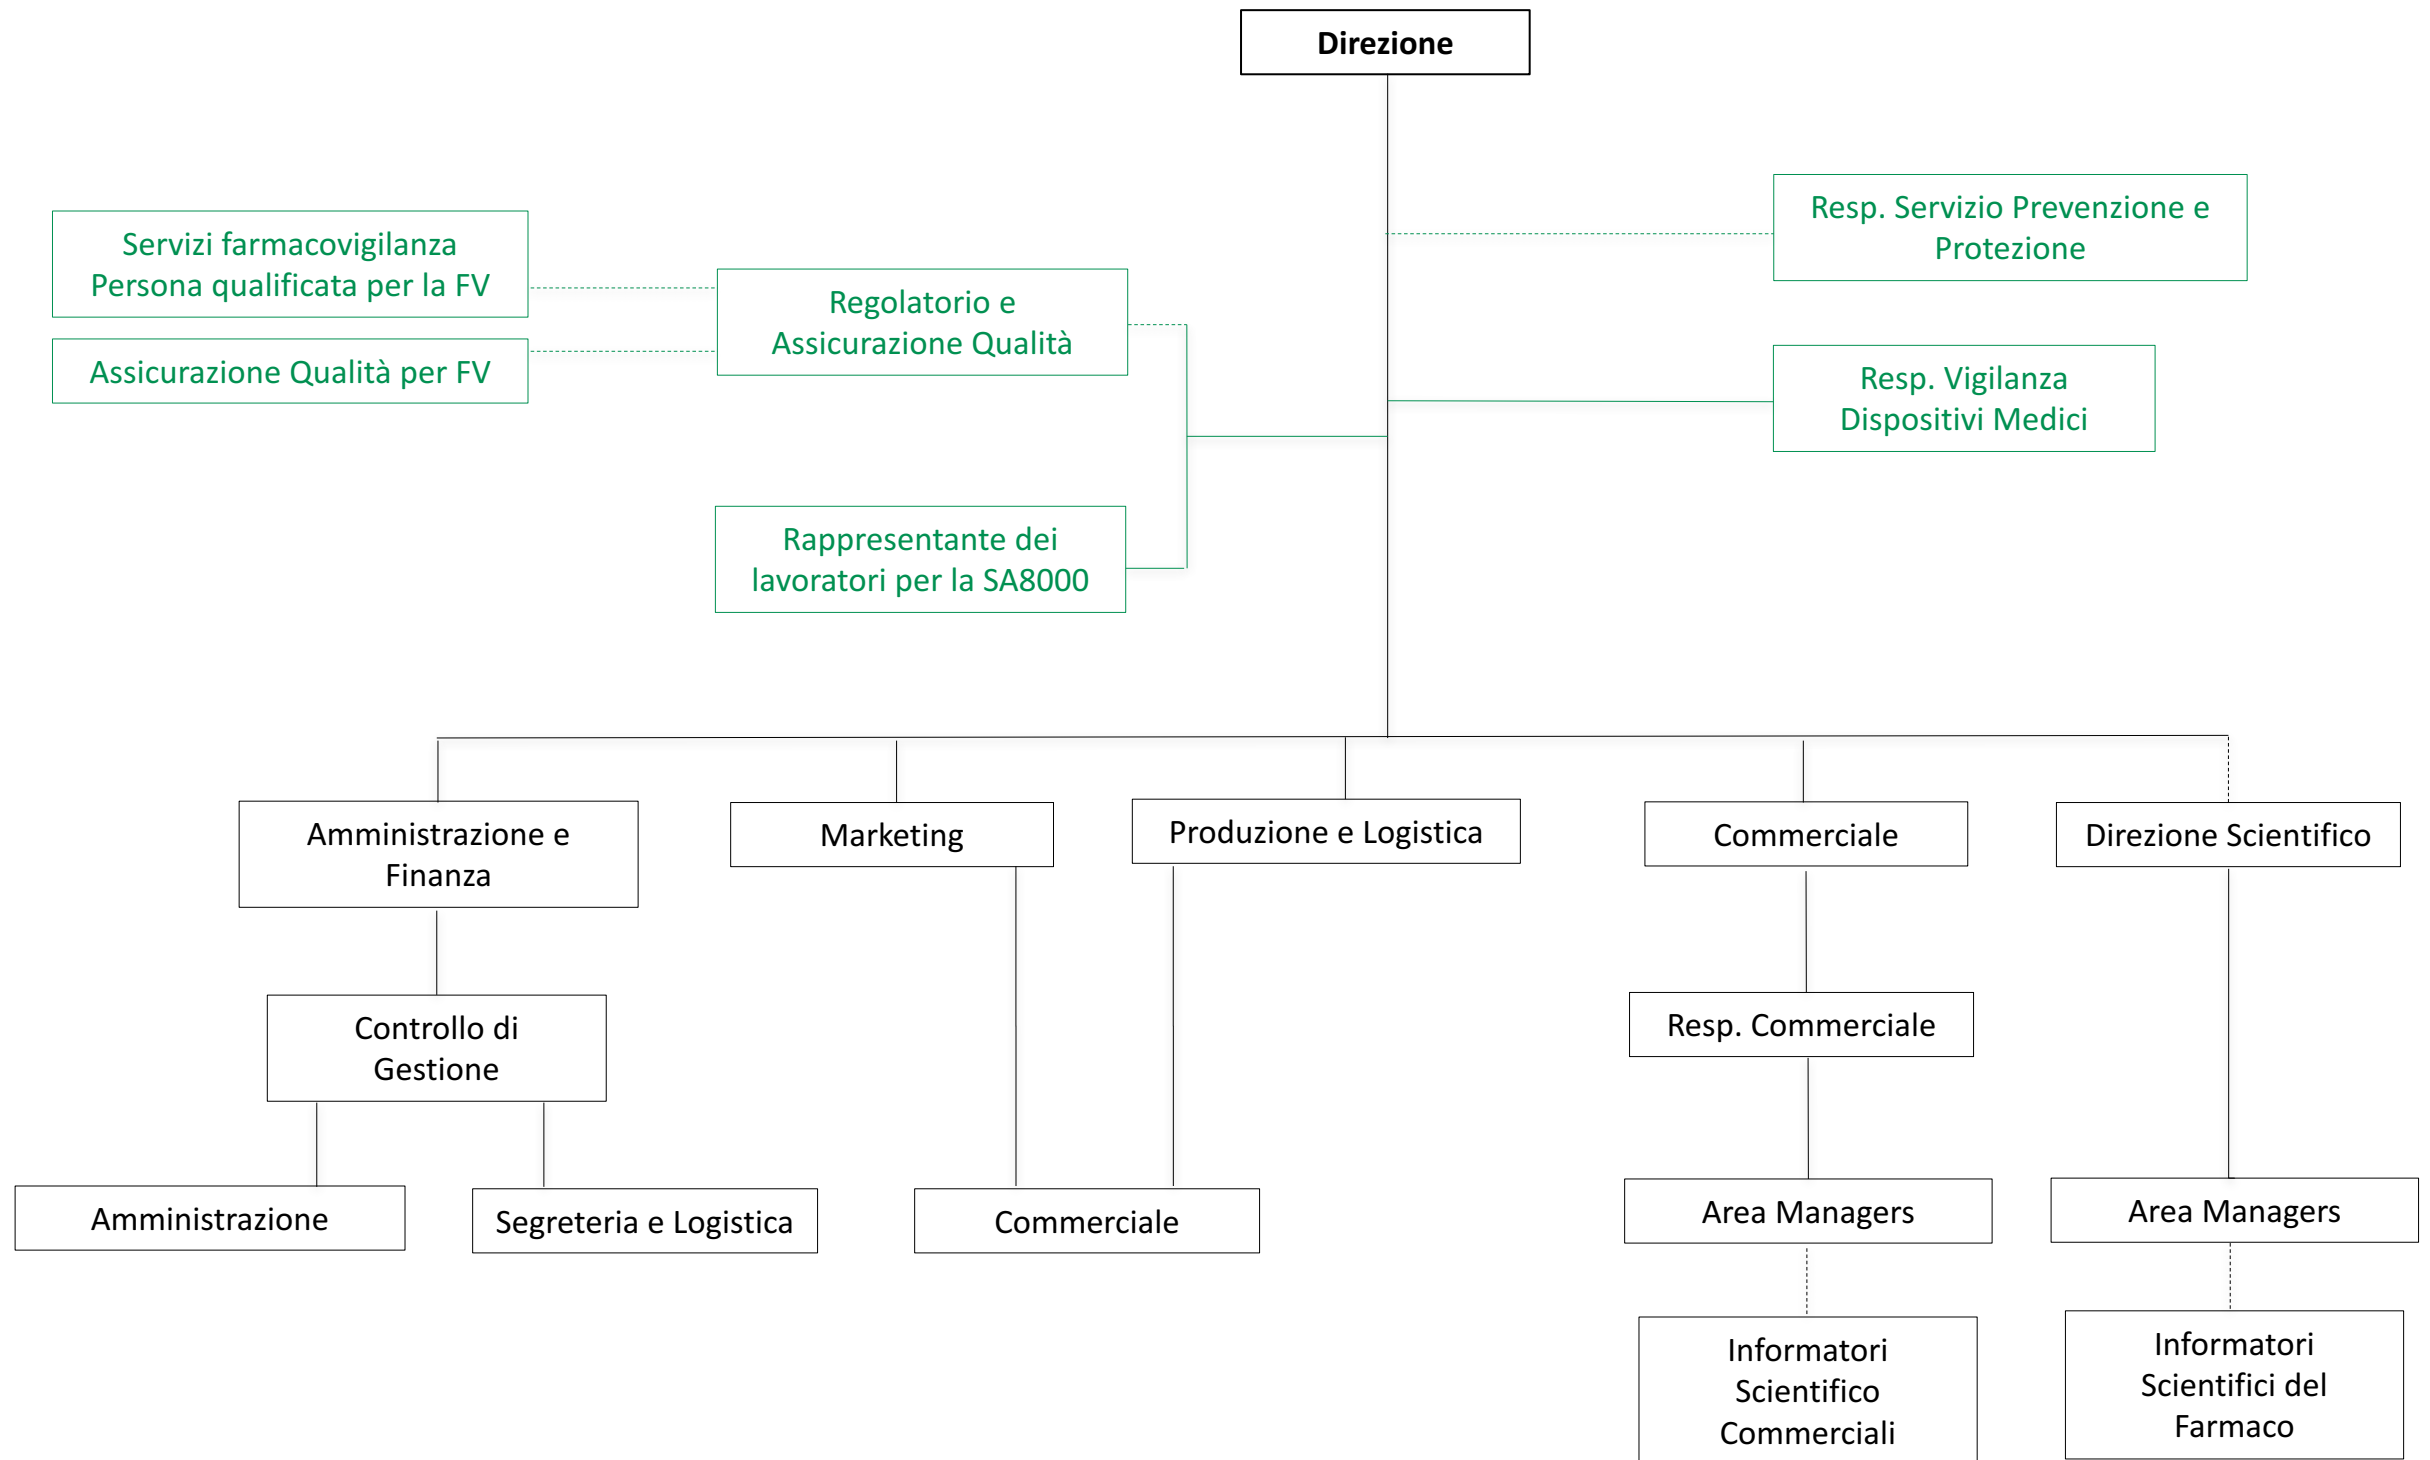 Direzione
Resp. Servizio Prevenzione e
Protezione
Servizi farmacovigilanza
Persona qualificata per la FV
Regolatorio e
Assicurazione Qualità
Assicurazione Qualità per FV
Resp. Vigilanza
Dispositivi Medici
Rappresentante dei
lavoratori per la SA8000
Amministrazione e
Finanza
Marketing
Produzione e Logistica
Commerciale
Direzione Scientifico
Controllo di
Gestione
Resp. Commerciale
Amministrazione
Segreteria e Logistica
Commerciale
Area Managers
Area Managers
Informatori
Scientifico
Commerciali
Informatori
Scientifici del
Farmaco